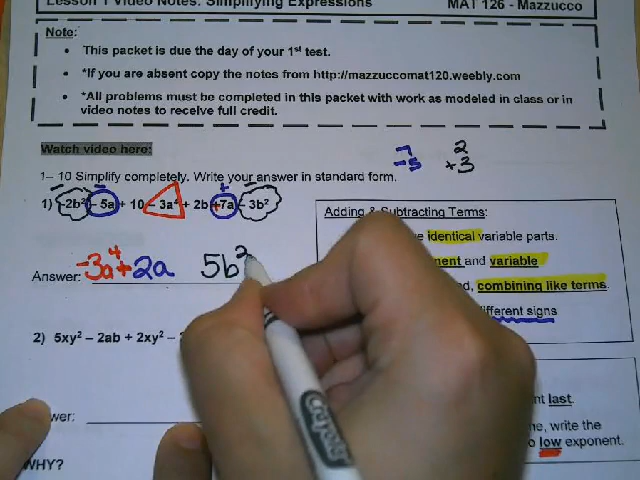 Lesson 1 Video Notes: Simplifying Expressions MAT 126 - Mazzucco
Note:
• This packet is due the day of your 1st test.
• *If you are absent copy the notes from http://mazzuccomat120.weebly.com
• *All problems must be completed in this packet with work as modeled in class or in
video notes to receive full credit.
Watch video here:
7 2
-5 +3
1– 10 Simplify completely. Write your answer in standard form.
1) -2b² - 5a + 10 - 3a⁴ + 2b + 7a - 3b²
Adding & Subtracting Terms:
identical variable parts.
and variable
combining like terms.
different signs
Answer: -3a⁴+2a 5b²
2) 5xy² – 2ab + 2xy² –
last.
write the
low exponent.
WHY?